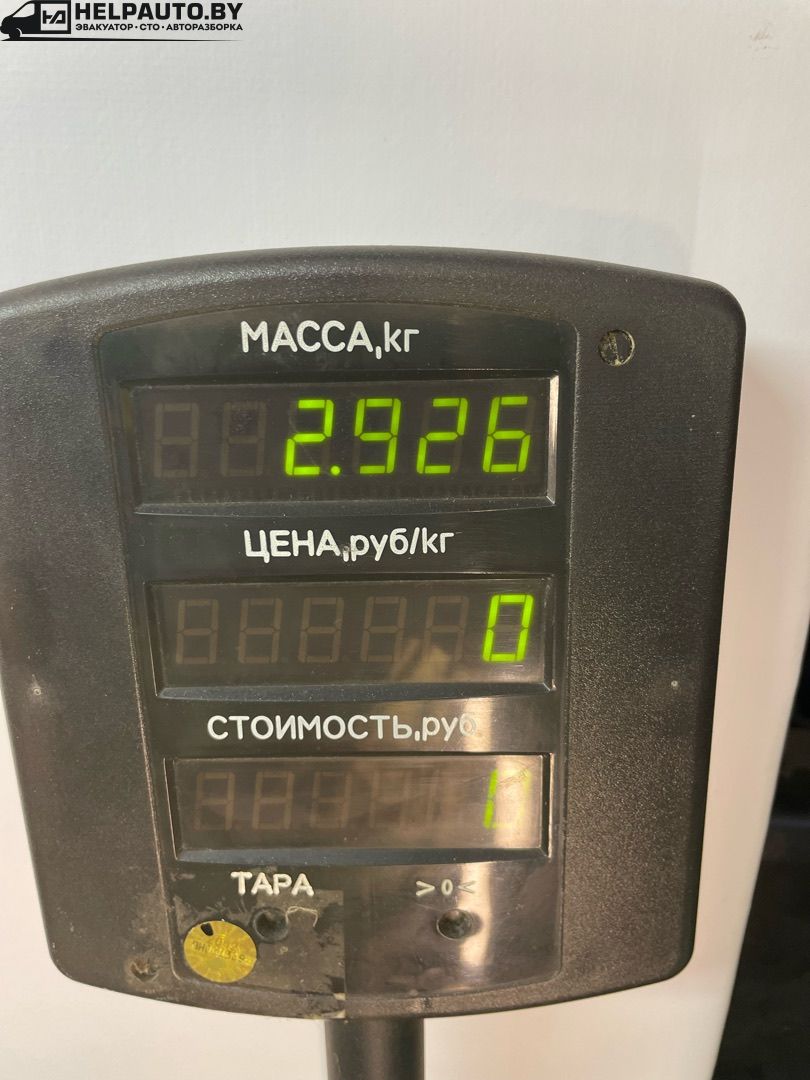 HELPAUTO.BY
ЭВАКУАТОР • СТО • АВТОРАЗБОРКА
МАССА,кг
2.926
ЦЕНА,руб/кг
0
СТОИМОСТЬ,руб
ТАРА
>0<